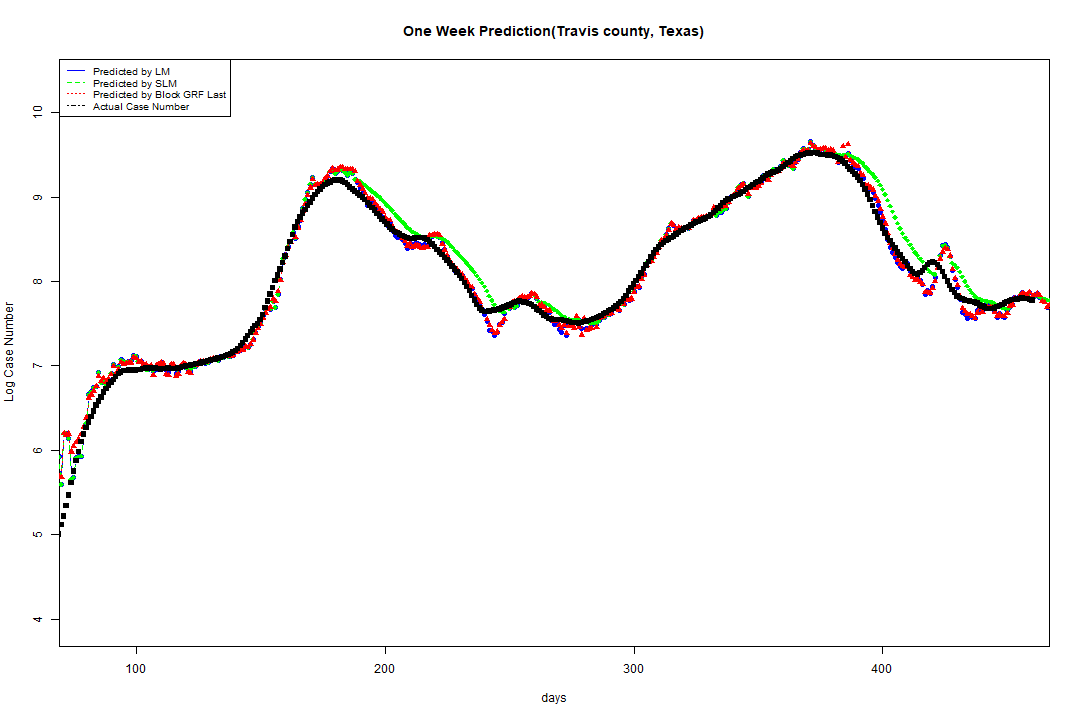 One Week Prediction(Travis county, Texas)
Predicted by LM
Predicted by SLM
Predicted by Block GRF Last
Actual Case Number
10
9
8
7
6
5
4
Log Case Number
100 200 300 400
days